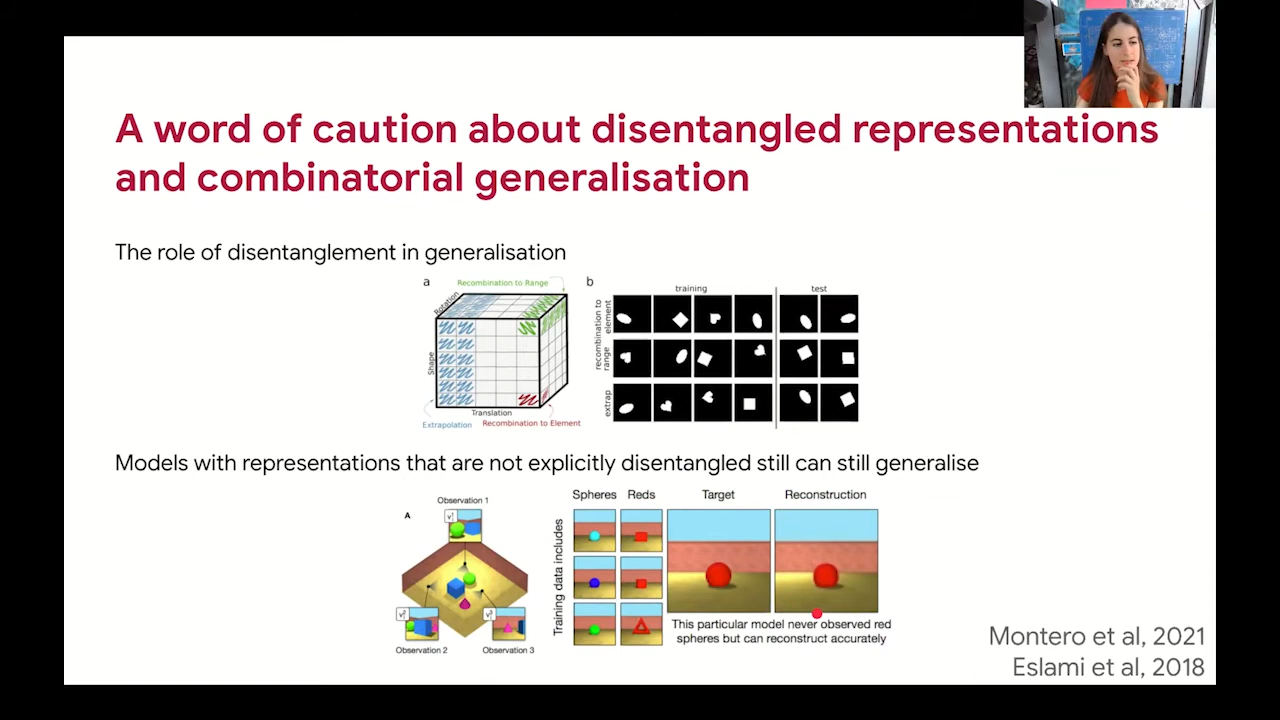 A word of caution about disentangled representations
and combinatorial generalisation
The role of disentanglement in generalisation
a
Recombination to Range
Rotation
Shape
Translation
Extrapolation
Recombination to Element
b
training
test
recombination to
element
range
extrap
Models with representations that are not explicitly disentangled still can still generalise
A
Observation 1
Observation 2
Observation 3
Training data includes
Spheres
Reds
Target
Reconstruction
This particular model never observed red
spheres but can reconstruct accurately
Montero et al, 2021
Eslami et al, 2018